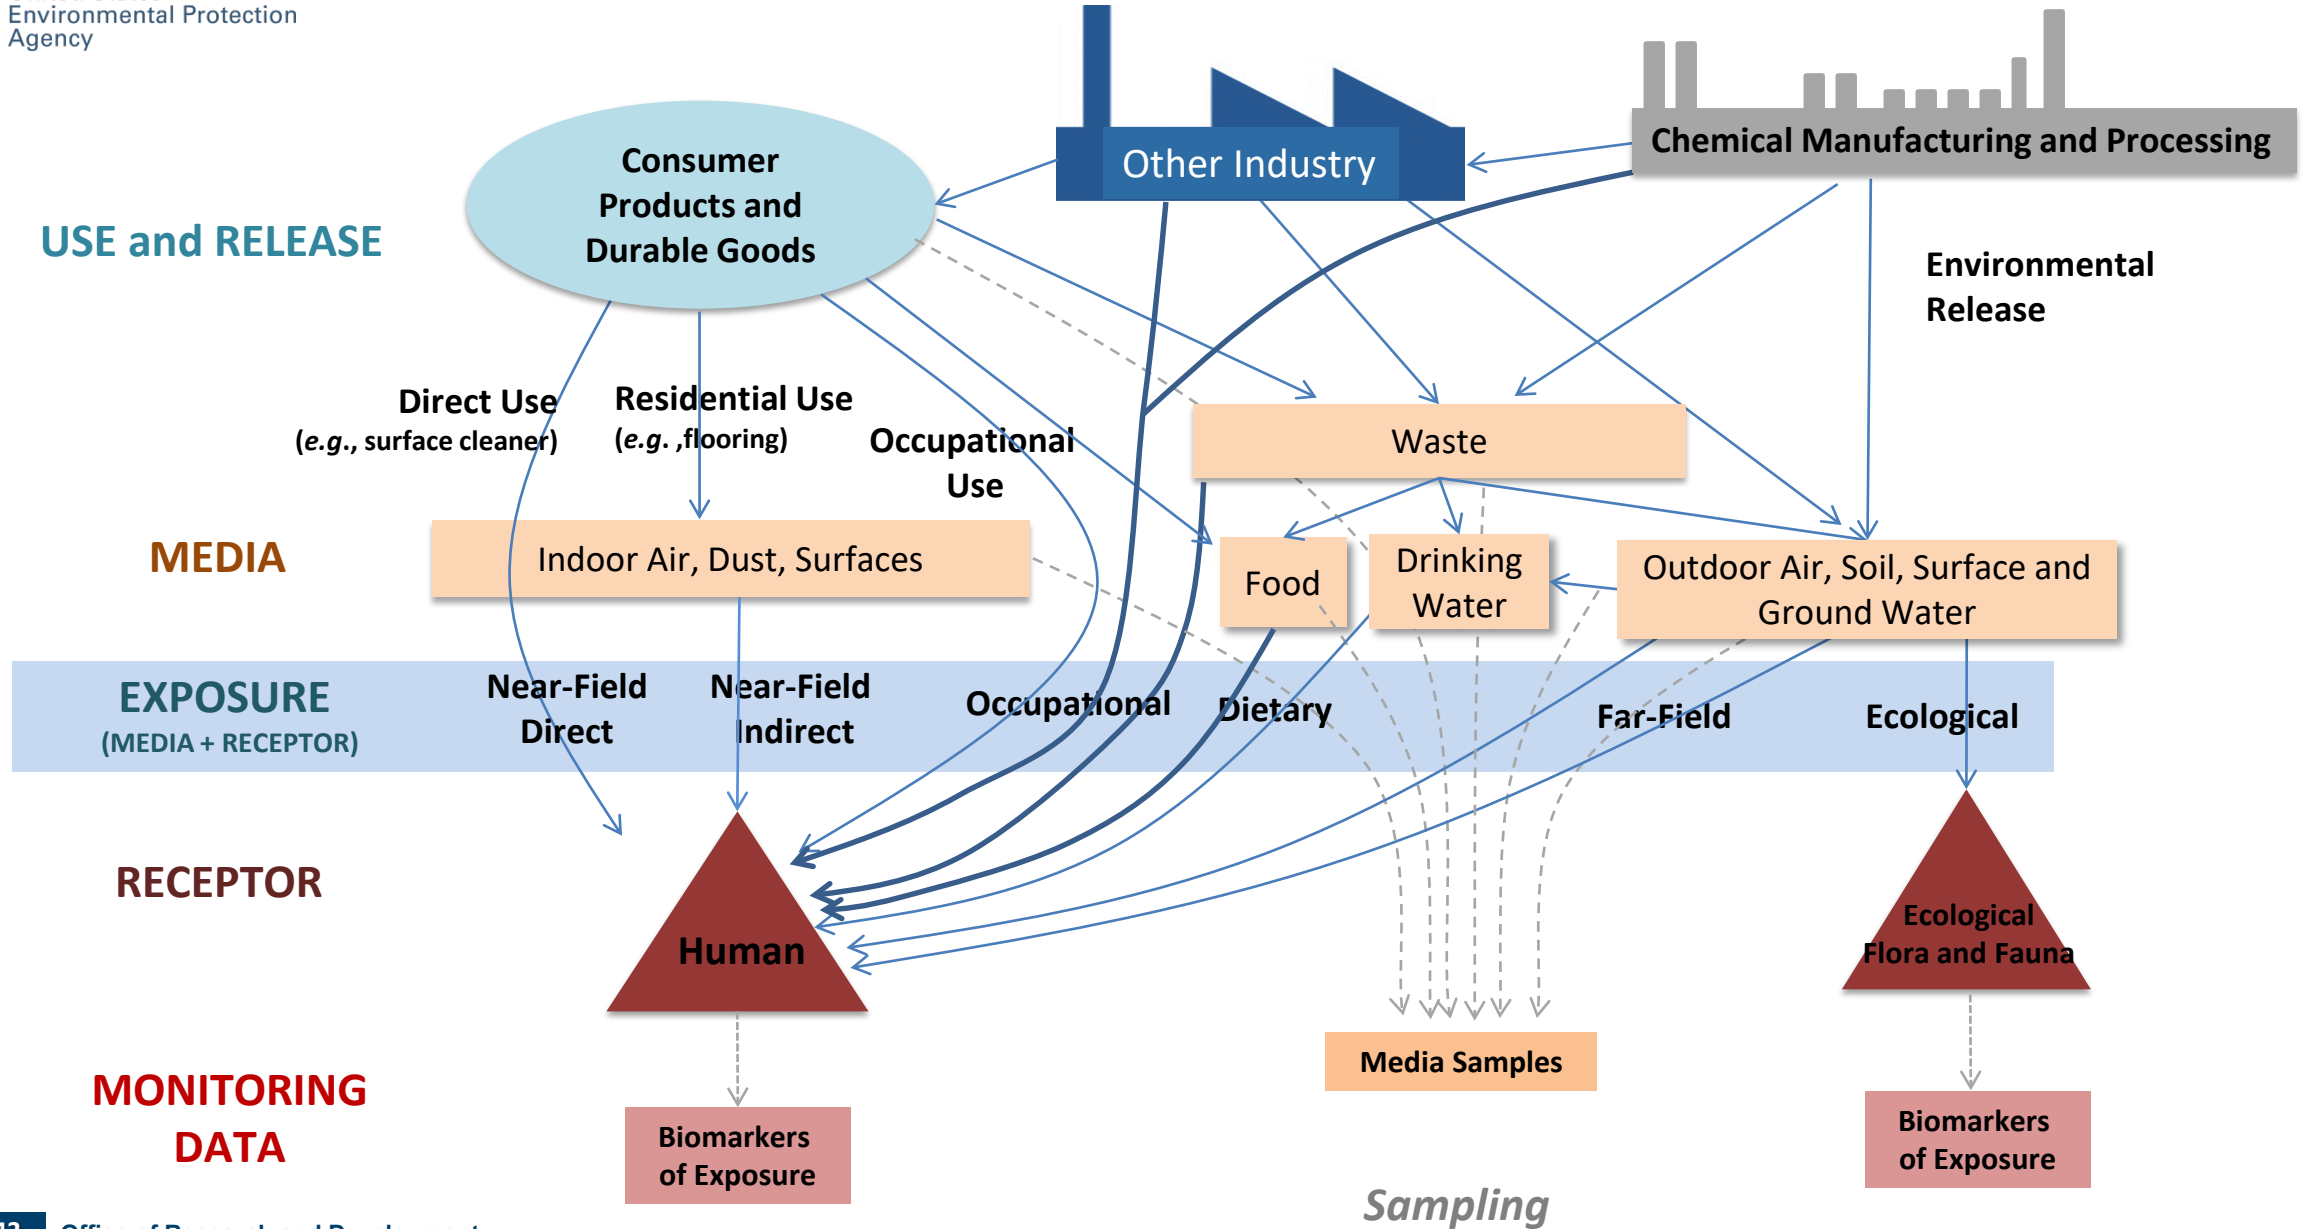 Environmental Protection
Agency
Other Industry
Chemical Manufacturing and Processing
Consumer
Products and
Durable Goods
USE and RELEASE
Environmental
Release
Direct Use
(e.g., surface cleaner)
Residential Use
(e.g. ,flooring)
Occupational
Use
Waste
MEDIA
Indoor Air, Dust, Surfaces
Food
Drinking
Water
Outdoor Air, Soil, Surface and
Ground Water
EXPOSURE
(MEDIA + RECEPTOR)
Near-Field
Direct
Near-Field
Indirect
Occupational
Dietary
Far-Field
Ecological
RECEPTOR
Human
Ecological
Flora and Fauna
MONITORING
DATA
Biomarkers
of Exposure
Media Samples
Biomarkers
of Exposure
Sampling